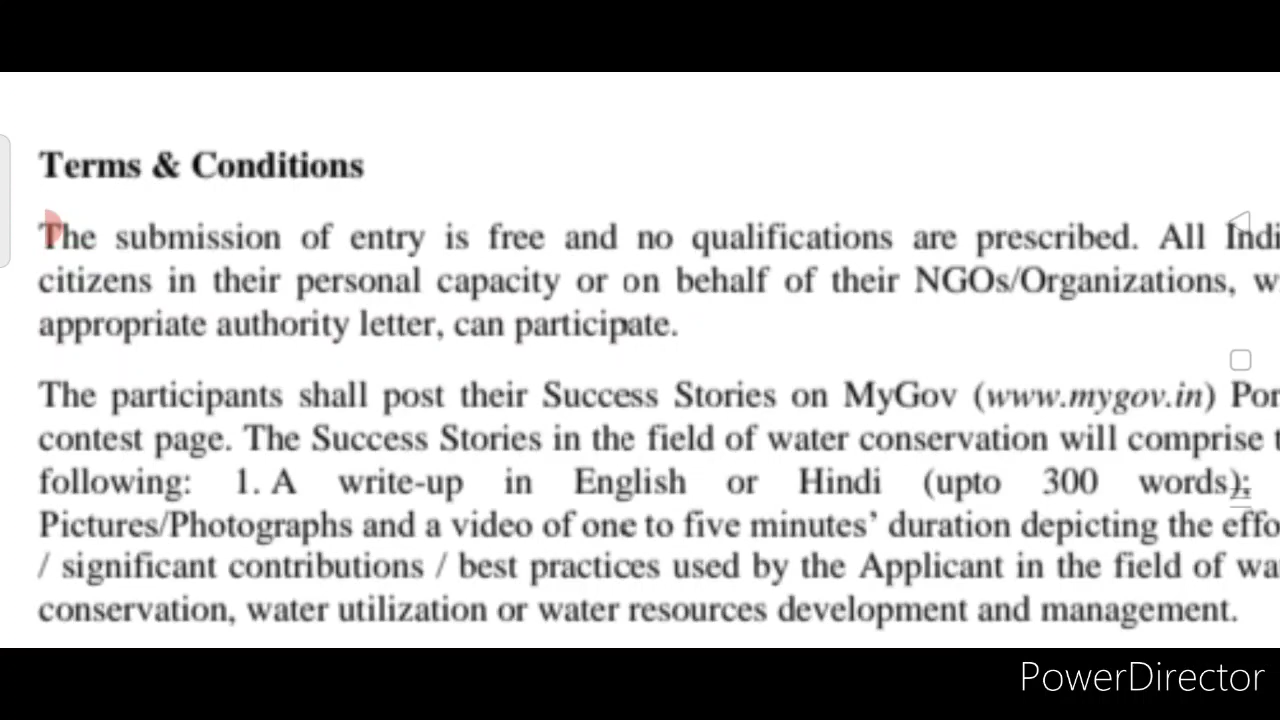 Terms & Conditions
The submission of entry is free and no qualifications are prescribed. All Indi
citizens in their personal capacity or on behalf of their NGOs/Organizations, w
appropriate authority letter, can participate.
The participants shall post their Success Stories on MyGov (www.mygov.in) Por
contest page. The Success Stories in the field of water conservation will comprise t
following: 1. A write-up in English or Hindi (upto 300 words);
Pictures/Photographs and a video of one to five minutes’ duration depicting the effo
/ significant contributions / best practices used by the Applicant in the field of wa
conservation, water utilization or water resources development and management.
PowerDirector